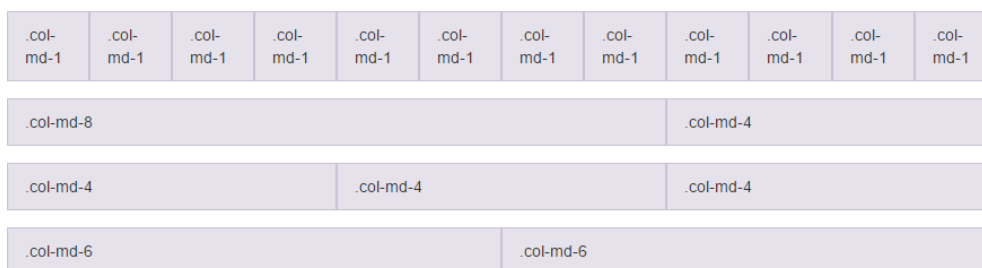 .col- .col- .col- .col- .col- .col- .col- .col- .col- .col- .col- .col-
md-1 md-1 md-1 md-1 md-1 md-1 md-1 md-1 md-1 md-1 md-1 md-1
.col-md-8 .col-md-4
.col-md-4 .col-md-4 .col-md-4
.col-md-6 .col-md-6